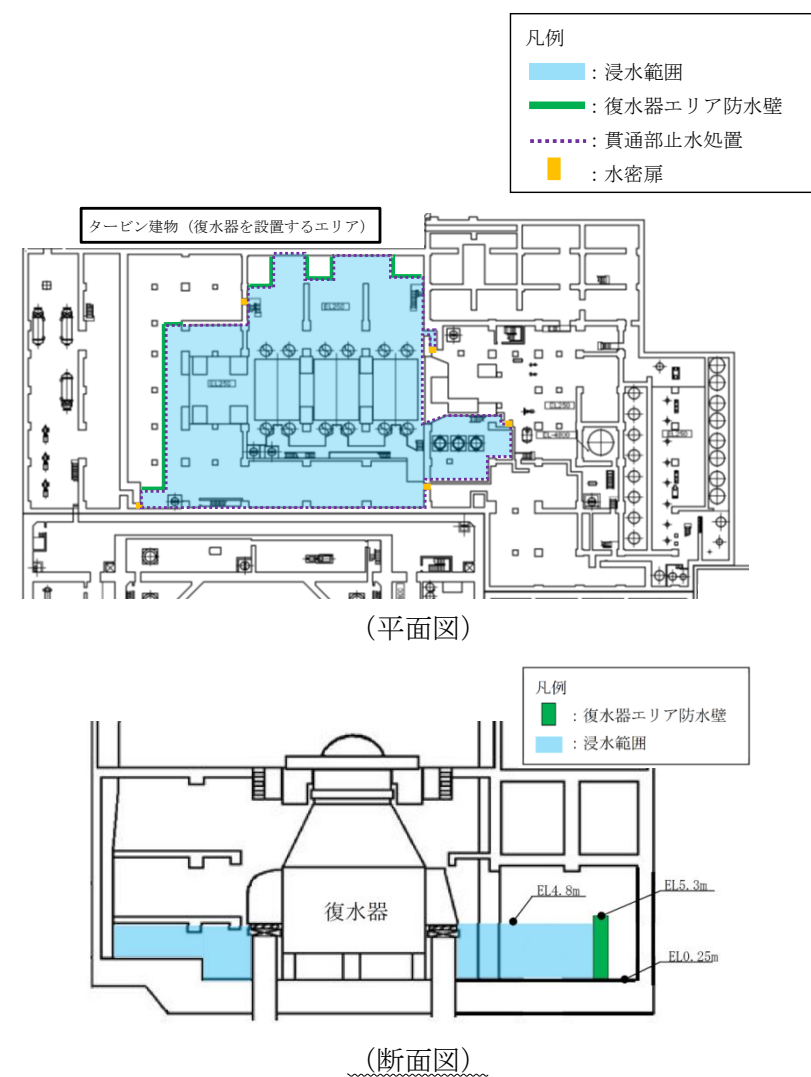 凡例
：浸水範囲
：復水器エリア防水壁
：貫通部止水処置
：水密扉
タービン建物（復水器を設置するエリア）
EL250
EL250
EL250
EL-4800
EL250
（平面図）
凡例
：復水器エリア防水壁
：浸水範囲
復水器
EL4.8m
EL5.3m
EL0.25m
（断面図）